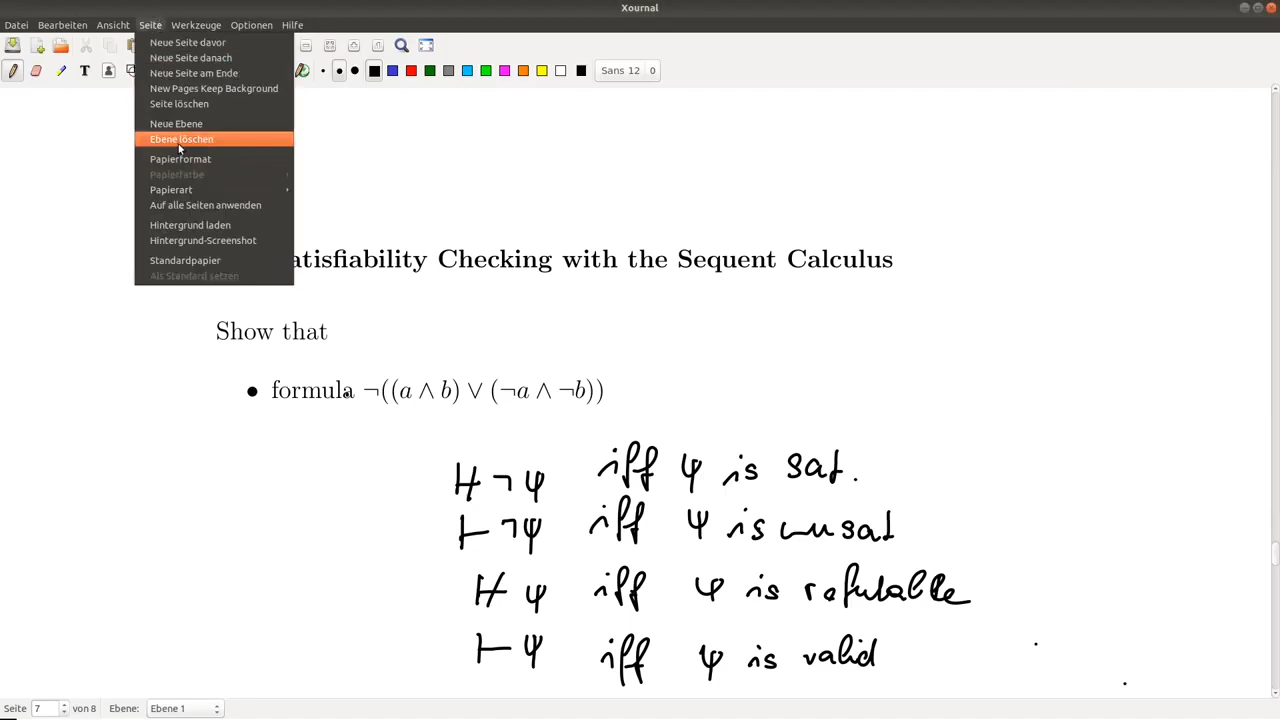 Xournal
Datei Bearbeiten Ansicht Seite Werkzeuge Optionen Hilfe
Neue Seite davor
Neue Seite danach
Neue Seite am Ende
New Pages Keep Background
Seite löschen
Neue Ebene
Ebene löschen
Papierformat
Papierfarbe
Papierart
Auf alle Seiten anwenden
Hintergrund laden
Hintergrund-Screenshot
Standardpapier
Als Standard setzen
Sans 12 0
atisfiability Checking with the Sequent Calculus
Show that
• formula ¬((a ∧ b) ∨ (¬a ∧ ¬b))
⊬ ¬ψ iff ψ is sat.
⊢ ¬ψ iff ψ is unsat
⊬ ψ iff ψ is refutable
⊢ ψ iff ψ is valid
Seite 7 von 8 Ebene: Ebene 1